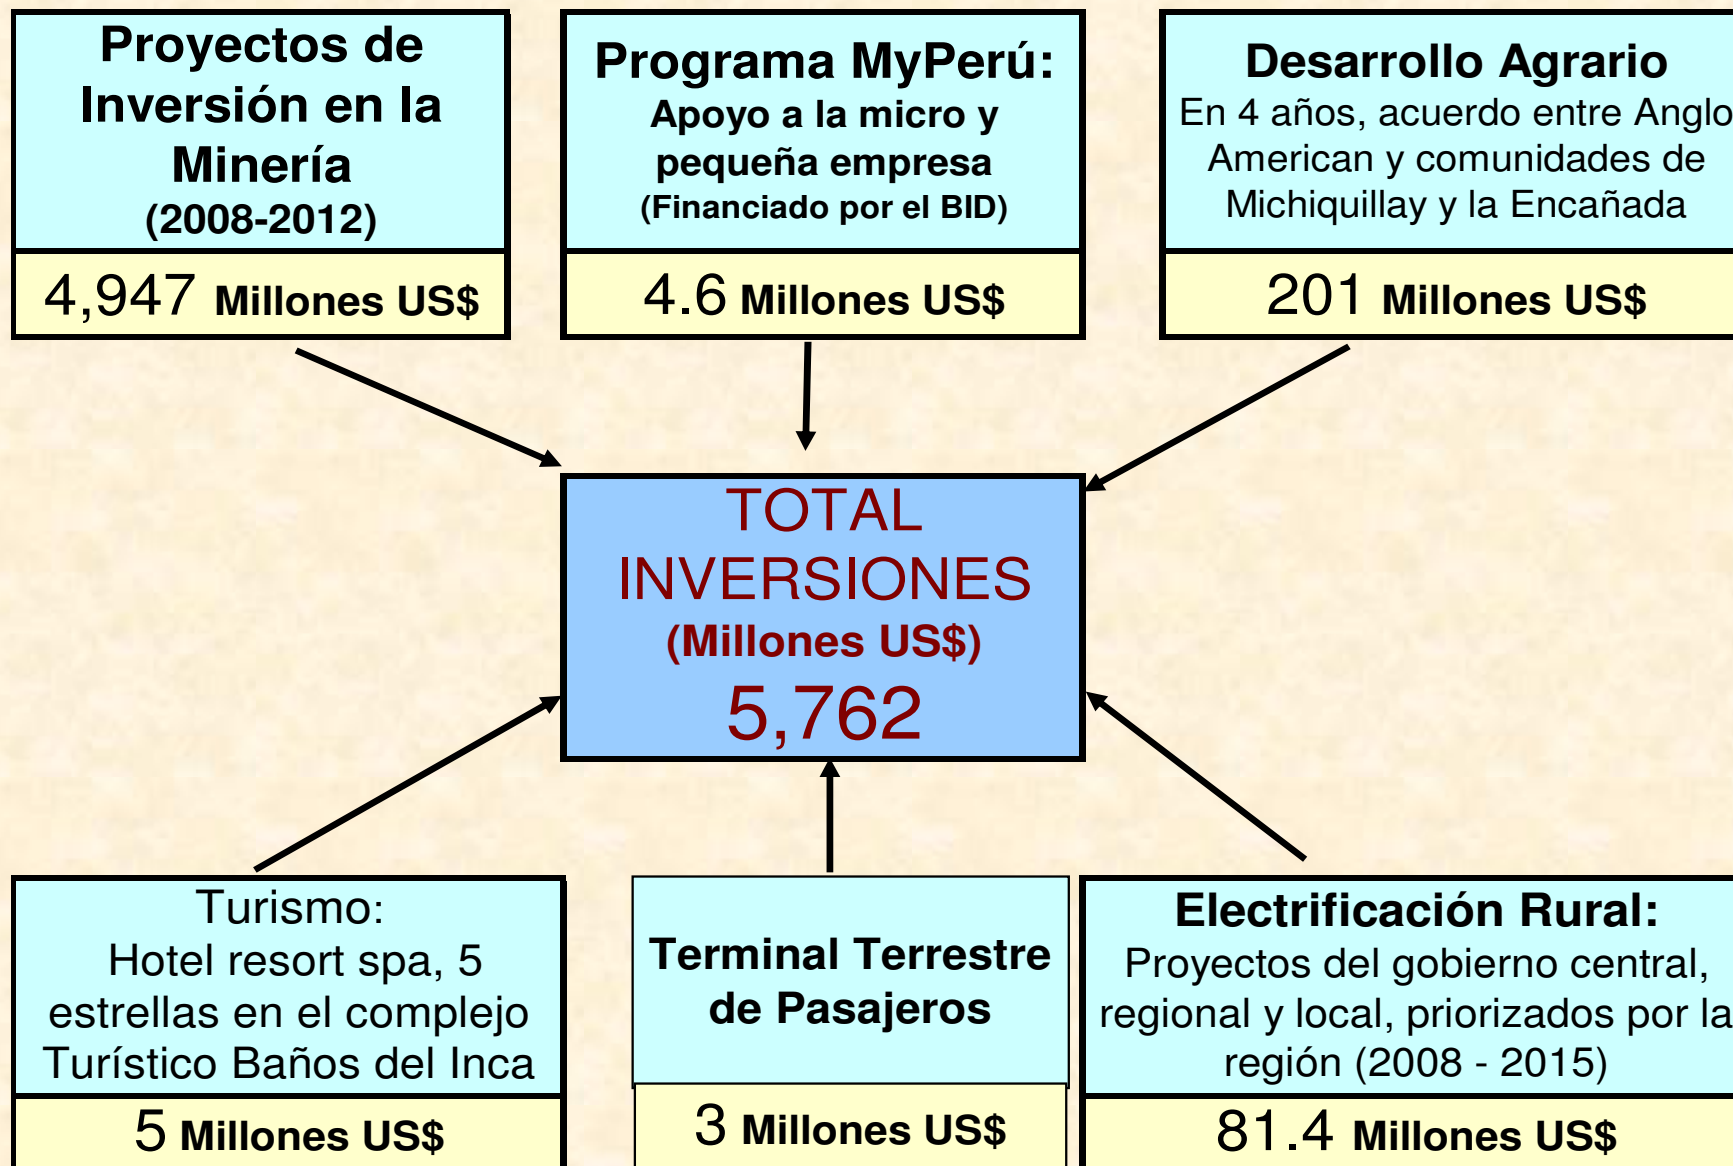 Proyectos de
Inversión en la
Minería
(2008-2012)
4,947 Millones US$
Programa MyPerú:
Apoyo a la micro y
pequeña empresa
(Financiado por el BID)
4.6 Millones US$
Desarrollo Agrario
En 4 años, acuerdo entre Anglo
American y comunidades de
Michiquillay y la Encañada
201 Millones US$
TOTAL
INVERSIONES
(Millones US$)
5,762
Turismo:
Hotel resort spa, 5
estrellas en el complejo
Turístico Baños del Inca
5 Millones US$
Terminal Terrestre
de Pasajeros
3 Millones US$
Electrificación Rural:
Proyectos del gobierno central,
regional y local, priorizados por la
región (2008 - 2015)
81.4 Millones US$